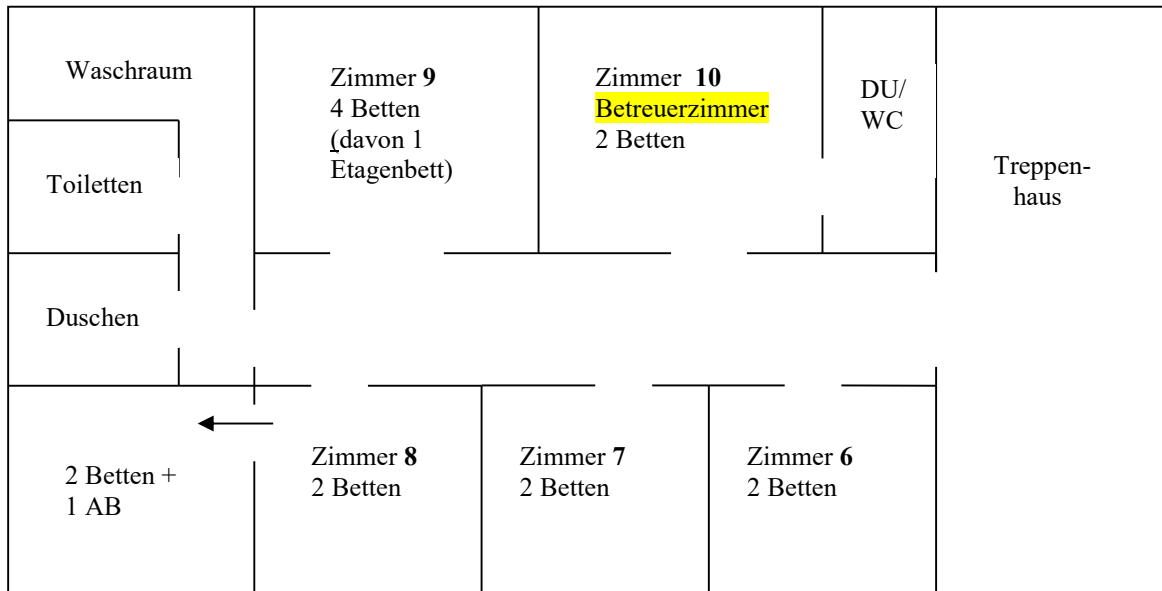 Waschraum
Toiletten
Duschen
Zimmer 9
4 Betten
(davon 1
Etagenbett)
Zimmer 10
Betreuerzimmer
2 Betten
DU/
WC
Treppen-
haus
2 Betten +
1 AB
Zimmer 8
2 Betten
Zimmer 7
2 Betten
Zimmer 6
2 Betten